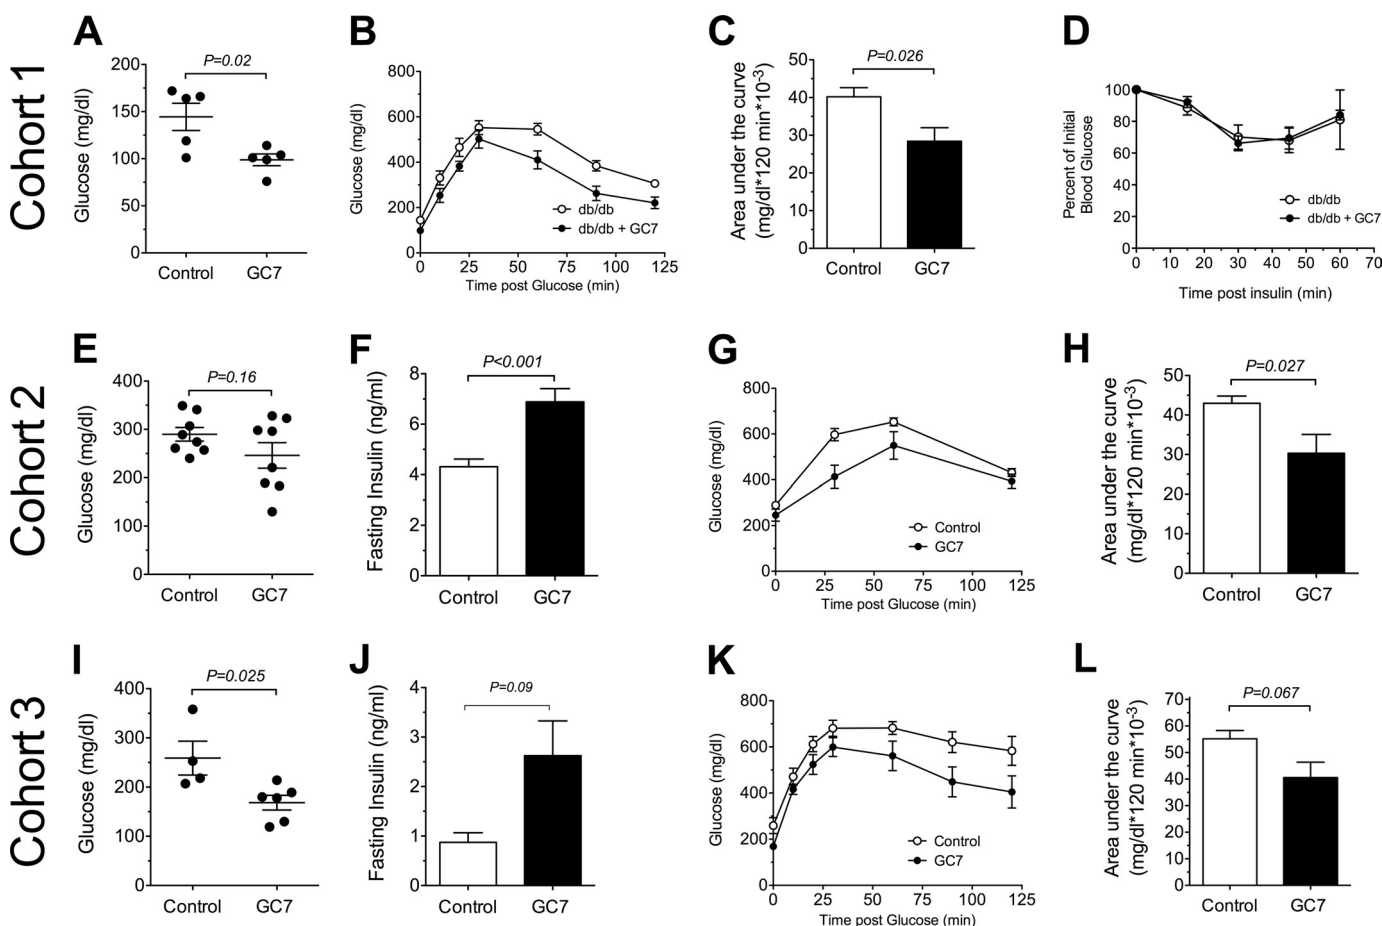 Cohort 1
A
P=0.02
Glucose (mg/dl)
200
150
100
50
0
Control
GC7
B
Glucose (mg/dl)
800
600
400
200
0
db/db
db/db + GC7
0
25
50
75
100
125
Time post Glucose (min)
C
P=0.026
Area under the curve
(mg/dl*120 min*10-3)
50
40
30
20
10
0
Control
GC7
D
Percent of Initial
Blood Glucose
100
80
60
40
20
0
db/db
db/db + GC7
0
10
20
30
40
50
60
70
Time post insulin (min)
Cohort 2
E
P=0.16
Glucose (mg/dl)
400
300
200
100
0
Control
GC7
F
P<0.001
Fasting Insulin (ng/ml)
8
6
4
2
0
Control
GC7
G
Glucose (mg/dl)
800
600
400
200
0
Control
GC7
0
25
50
75
100
125
Time post Glucose (min)
H
P=0.027
Area under the curve
(mg/dl*120 min*10-3)
50
40
30
20
10
0
Control
GC7
Cohort 3
I
P=0.025
Glucose (mg/dl)
400
300
200
100
0
Control
GC7
J
P=0.09
Fasting Insulin (ng/ml)
4
3
2
1
0
Control
GC7
K
Glucose (mg/dl)
800
600
400
200
0
Control
GC7
0
25
50
75
100
125
Time post Glucose (min)
L
P=0.067
Area under the curve
(mg/dl*120 min*10-3)
70
60
50
40
30
20
10
0
Control
GC7